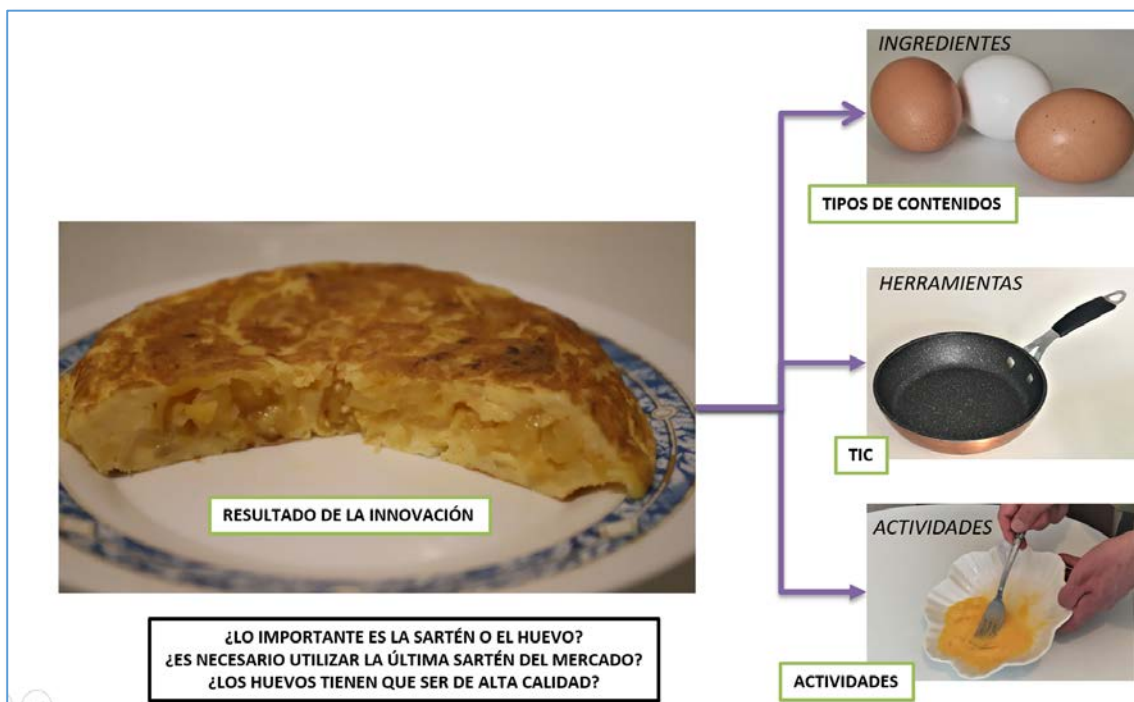 INGREDIENTES
TIPOS DE CONTENIDOS
HERRAMIENTAS
TIC
ACTIVIDADES
ACTIVIDADES
RESULTADO DE LA INNOVACIÓN
¿LO IMPORTANTE ES LA SARTÉN O EL HUEVO?
¿ES NECESARIO UTILIZAR LA ÚLTIMA SARTÉN DEL MERCADO?
¿LOS HUEVOS TIENEN QUE SER DE ALTA CALIDAD?